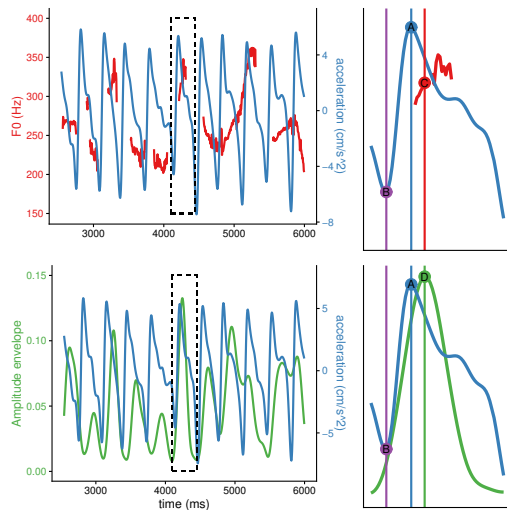 400
350
300
250
200
150
F0 (Hz)
4
0
−4
−8
acceleration (cm/s^2)
3000
4000
5000
6000
A
B
C
0.15
0.10
0.05
0.00
Amplitude envelope
5
0
−5
acceleration (cm/s^2)
3000
4000
5000
6000
time (ms)
A
D
B